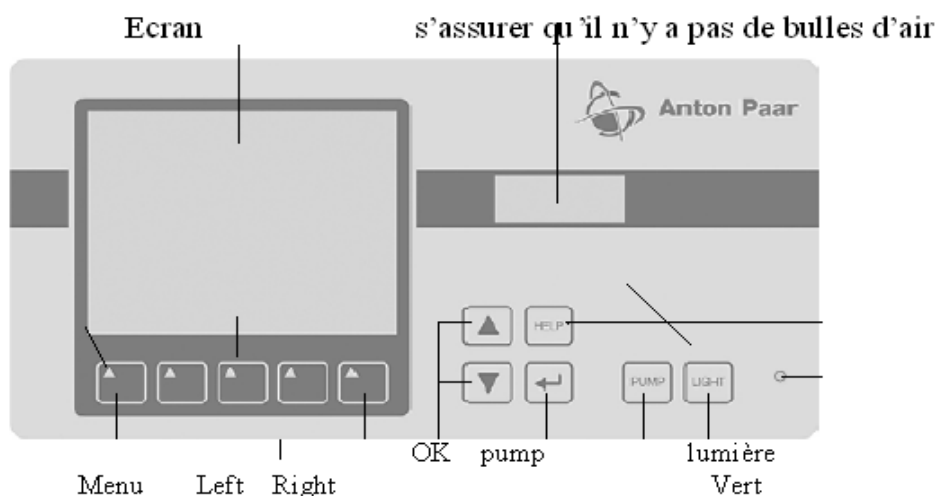 Ecran s’assurer qu’il n’y a pas de bulles d’air
Anton Paar
HELP
PUMP LIGHT
OK pump lumière
Menu Left Right Vert